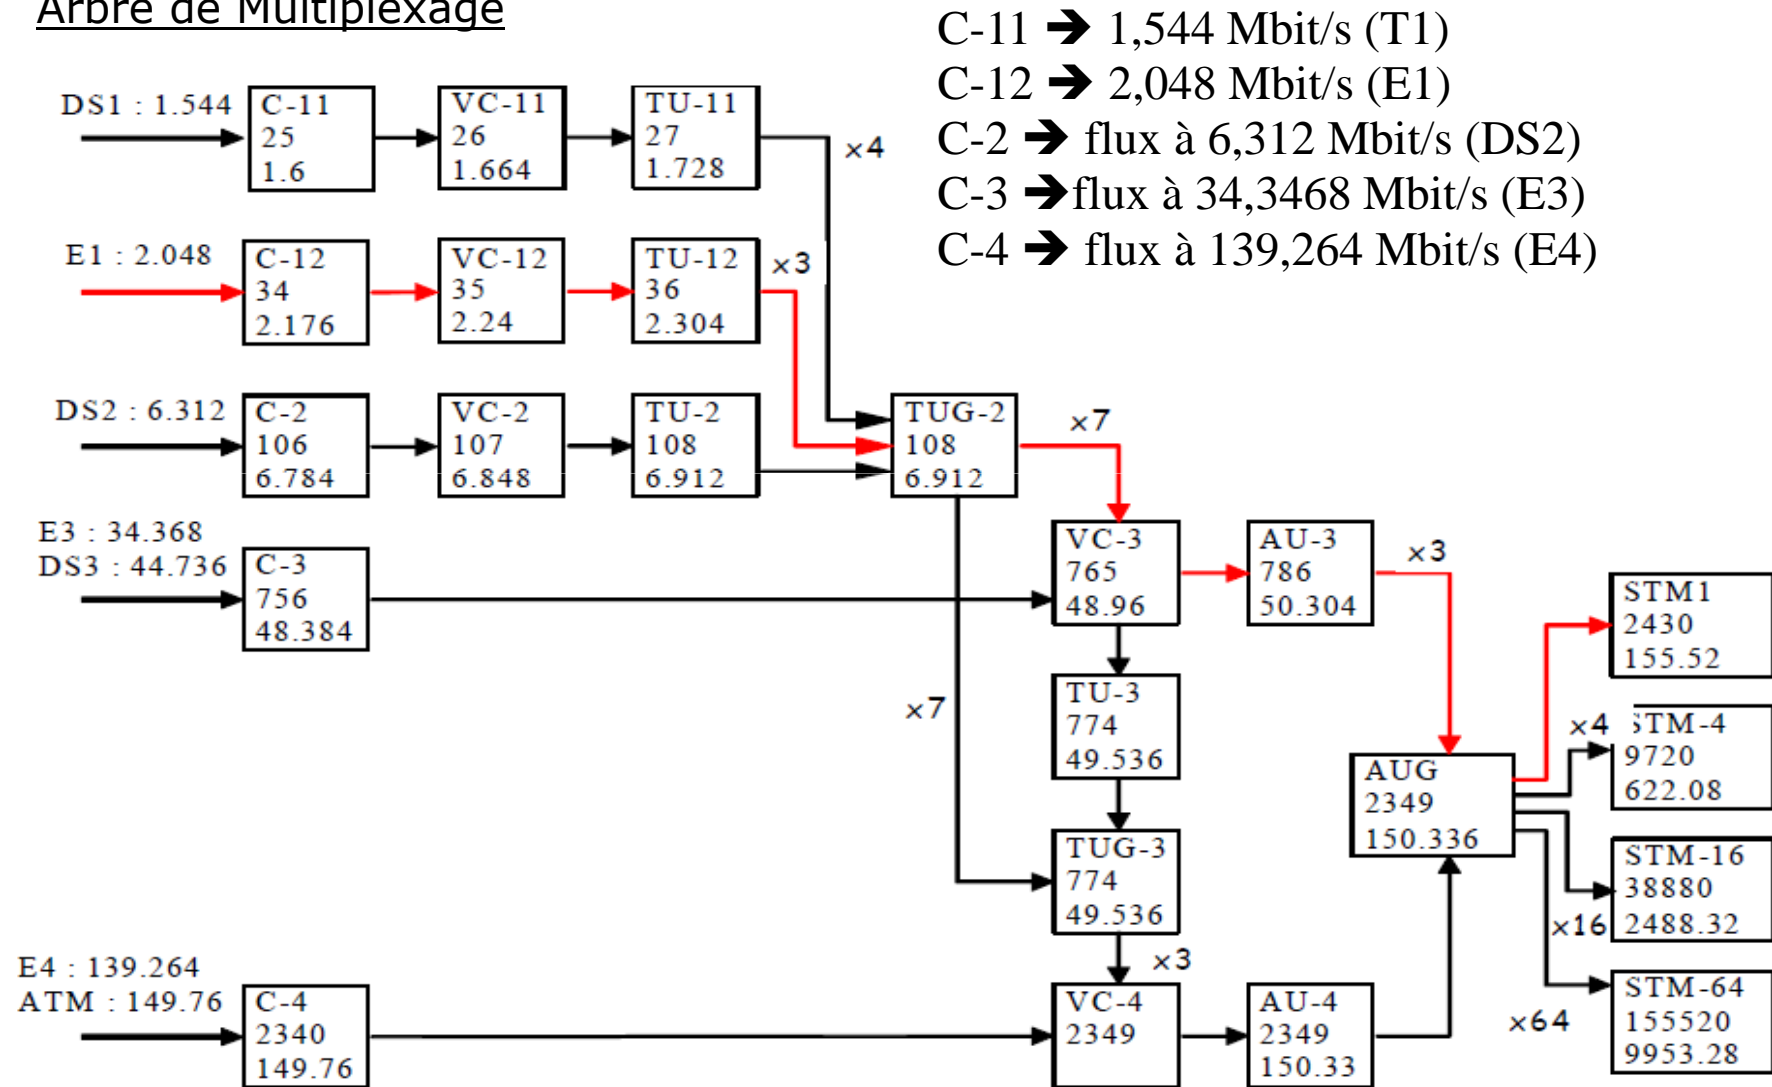 Arbre de Multiplexage
C-11 ➔ 1,544 Mbit/s (T1)
C-12 ➔ 2,048 Mbit/s (E1)
C-2 ➔ flux à 6,312 Mbit/s (DS2)
C-3 ➔flux à 34,3468 Mbit/s (E3)
C-4 ➔ flux à 139,264 Mbit/s (E4)
DS1 : 1.544
C-11
25
1.6
VC-11
26
1.664
TU-11
27
1.728
×4
E1 : 2.048
C-12
34
2.176
VC-12
35
2.24
TU-12
36
2.304
×3
DS2 : 6.312
C-2
106
6.784
VC-2
107
6.848
TU-2
108
6.912
TUG-2
108
6.912
×7
E3 : 34.368
DS3 : 44.736
C-3
756
48.384
VC-3
765
48.96
AU-3
786
50.304
×3
STM1
2430
155.52
×7
TU-3
774
49.536
×4
STM-4
9720
622.08
AUG
2349
150.336
TUG-3
774
49.536
STM-16
38880
2488.32
×16
×3
E4 : 139.264
ATM : 149.76
C-4
2340
149.76
VC-4
2349
AU-4
2349
150.33
×64
STM-64
155520
9953.28